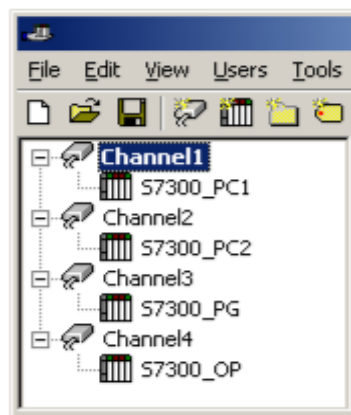 File Edit View Users Tools
Channel1
S7300_PC1
Channel2
S7300_PC2
Channel3
S7300_PG
Channel4
S7300_OP